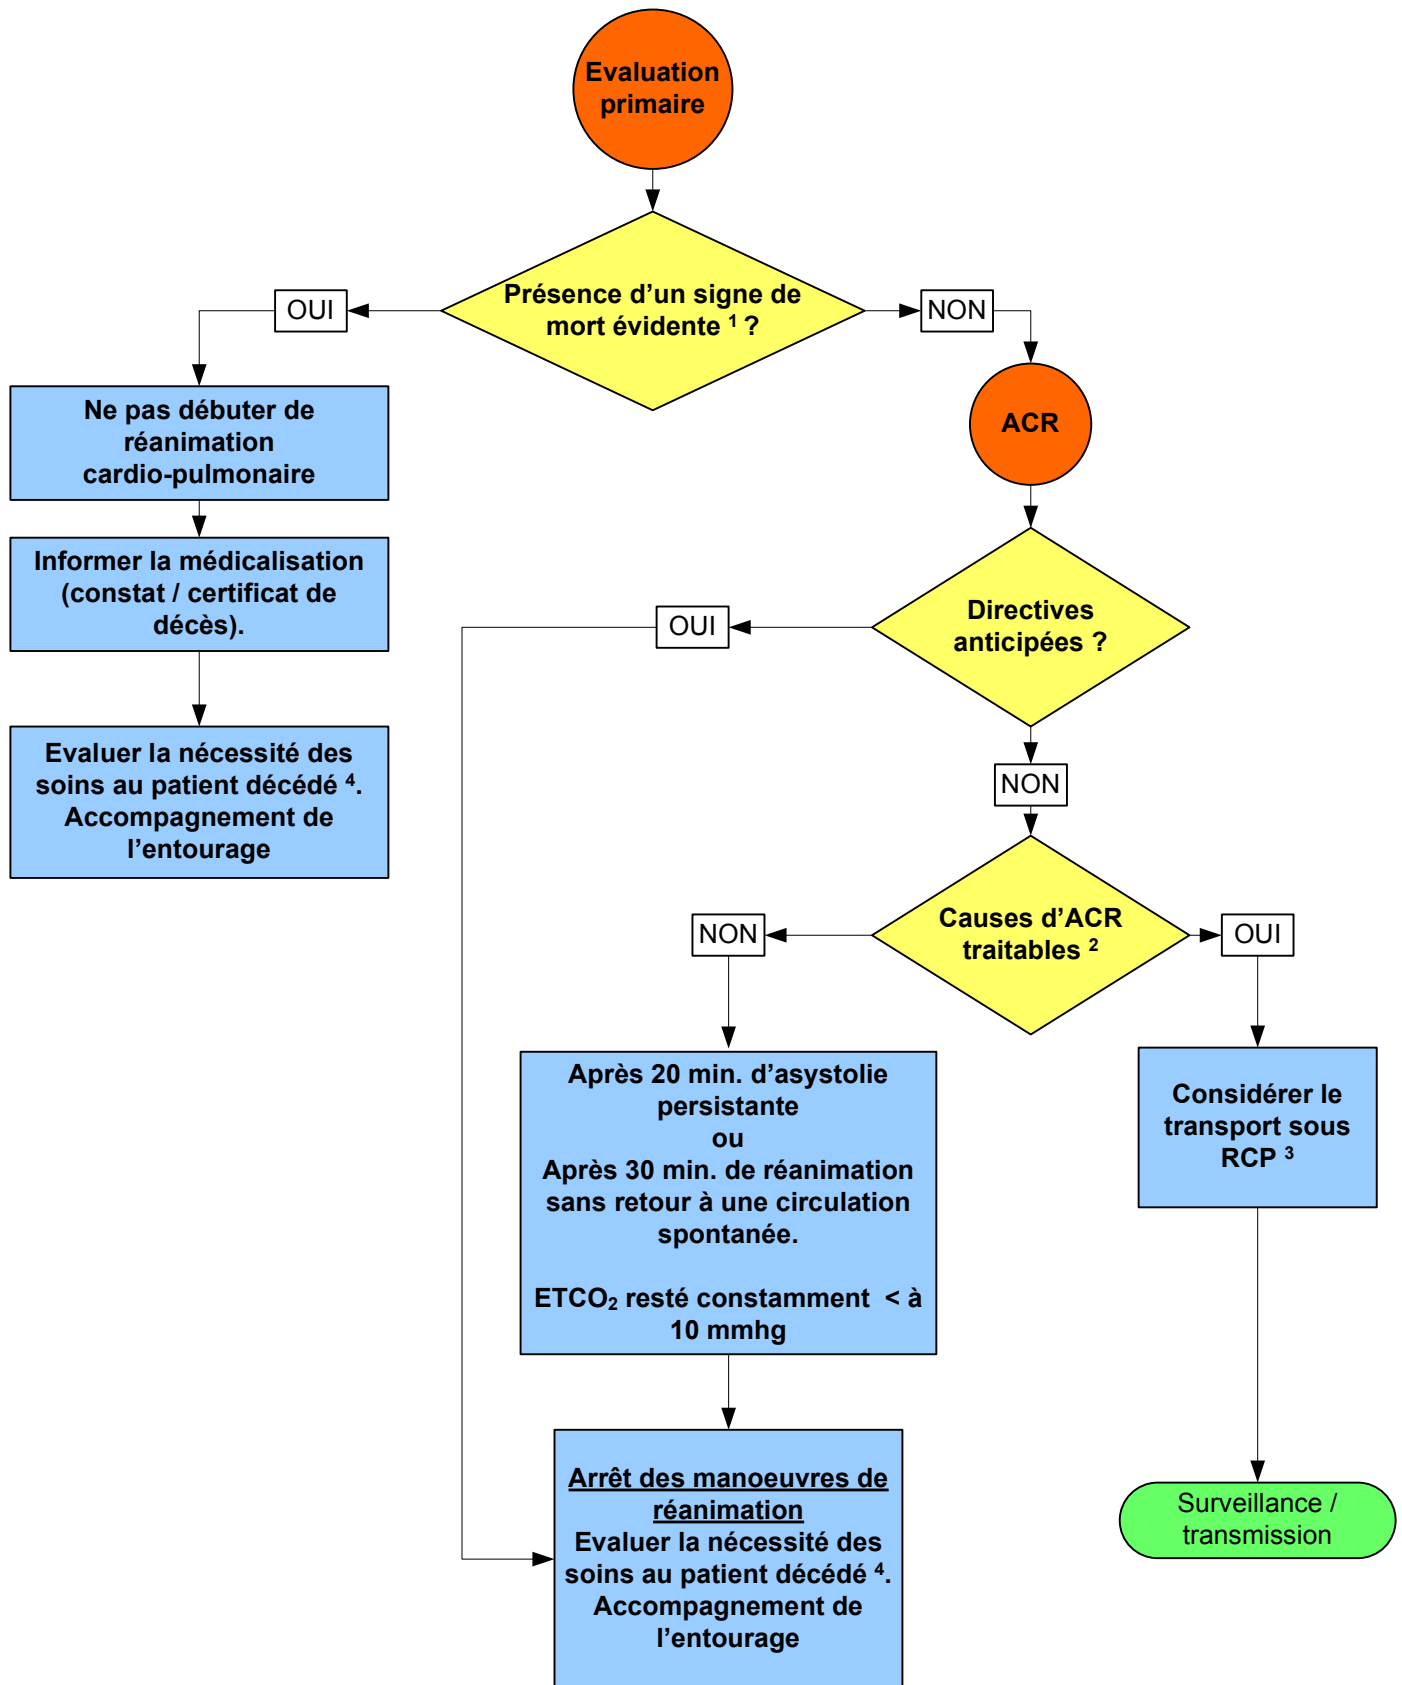 Evaluation
primaire
Présence d’un signe de
mort évidente ¹ ?
OUI
NON
Ne pas débuter de
réanimation
cardio-pulmonaire
ACR
Informer la médicalisation
(constat / certificat de
décès).
Directives
anticipées ?
OUI
NON
Evaluer la nécessité des
soins au patient décédé ⁴.
Accompagnement de
l’entourage
Causes d’ACR
traitables ²
NON
OUI
Après 20 min. d’asystolie
persistante
ou
Après 30 min. de réanimation
sans retour à une circulation
spontanée.
ETCO₂ resté constamment < à
10 mmhg
Considérer le
transport sous
RCP ³
Arrêt des manoeuvres de
réanimation
Evaluer la nécessité des
soins au patient décédé ⁴.
Accompagnement de
l’entourage
Surveillance /
transmission